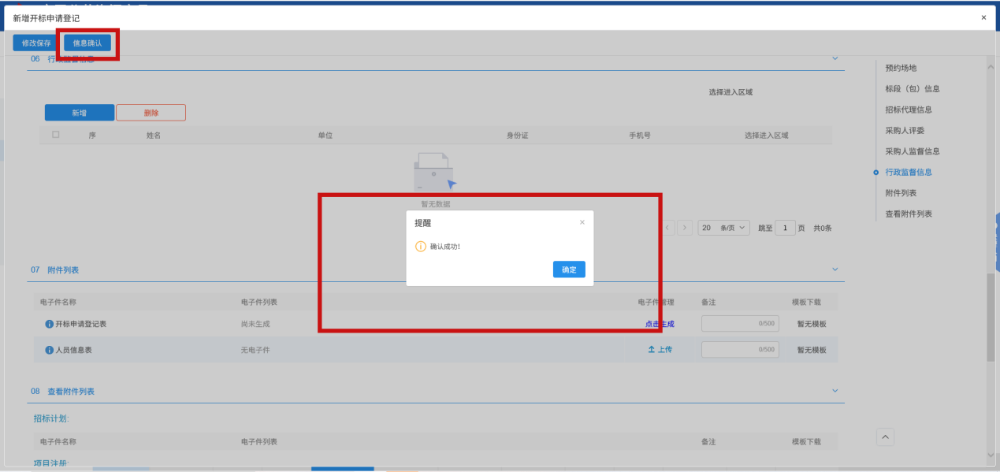 新增开标申请登记
×
修改保存 信息确认
06 行政监督信息
选择进入区域
新增 删除
序 姓名 单位 身份证 手机号 选择进入区域
暂无数据
20 条/页 跳至 1 页 共0条
提醒 ×
确认成功!
确定
07 附件列表
电子件名称 电子件列表 电子件管理 备注 模板下载
开标申请登记表 尚未生成 点击生成 0/500 暂无模板
人员信息表 无电子件 上传 0/500 暂无模板
08 查看附件列表
招标计划:
电子件名称 电子件列表 备注 模板下载
项目注册:
预约场地
标段（包）信息
招标代理信息
采购人评委
采购人监督信息
行政监督信息
附件列表
查看附件列表